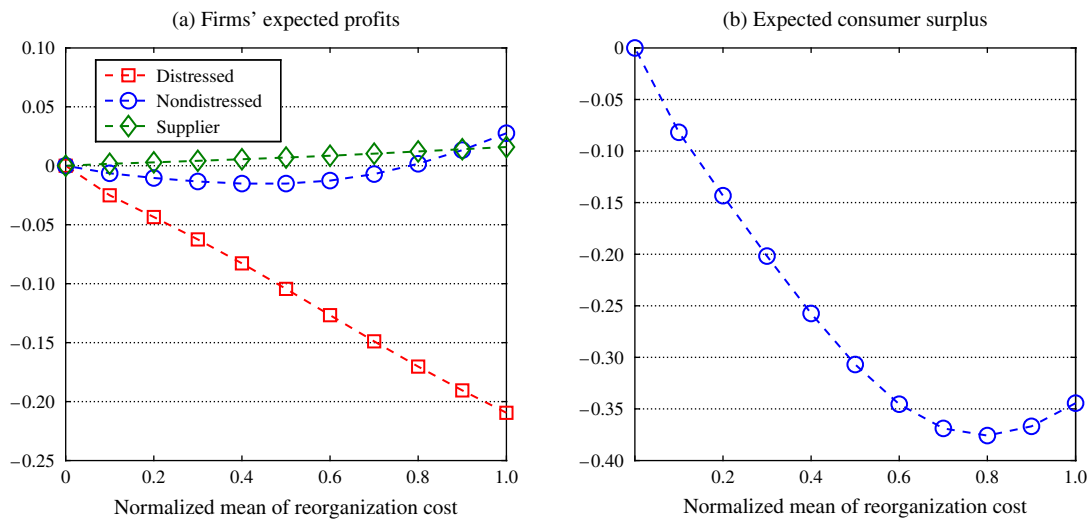 (a) Firms’ expected profits
0.10
0.05
0
−0.05
−0.10
−0.15
−0.20
−0.25
Distressed
Nondistressed
Supplier
0 0.2 0.4 0.6 0.8 1.0
Normalized mean of reorganization cost
(b) Expected consumer surplus
0
−0.05
−0.10
−0.15
−0.20
−0.25
−0.30
−0.35
−0.40
0.2 0.4 0.6 0.8 1.0
Normalized mean of reorganization cost